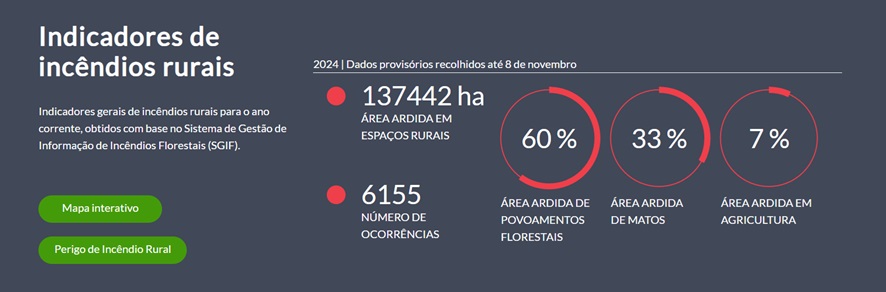 Indicadores de
incêndios rurais
Indicadores gerais de incêndios rurais para o ano
corrente, obtidos com base no Sistema de Gestão de
Informação de Incêndios Florestais (SGIF).
Mapa interativo
Perigo de Incêndio Rural
2024 | Dados provisórios recolhidos até 8 de novembro
137442 ha
ÁREA ARDIDA EM
ESPAÇOS RURAIS
6155
NÚMERO DE
OCORRÊNCIAS
60 %
ÁREA ARDIDA DE
POVOAMENTOS
FLORESTAIS
33 %
ÁREA ARDIDA
DE MATOS
7 %
ÁREA ARDIDA EM
AGRICULTURA